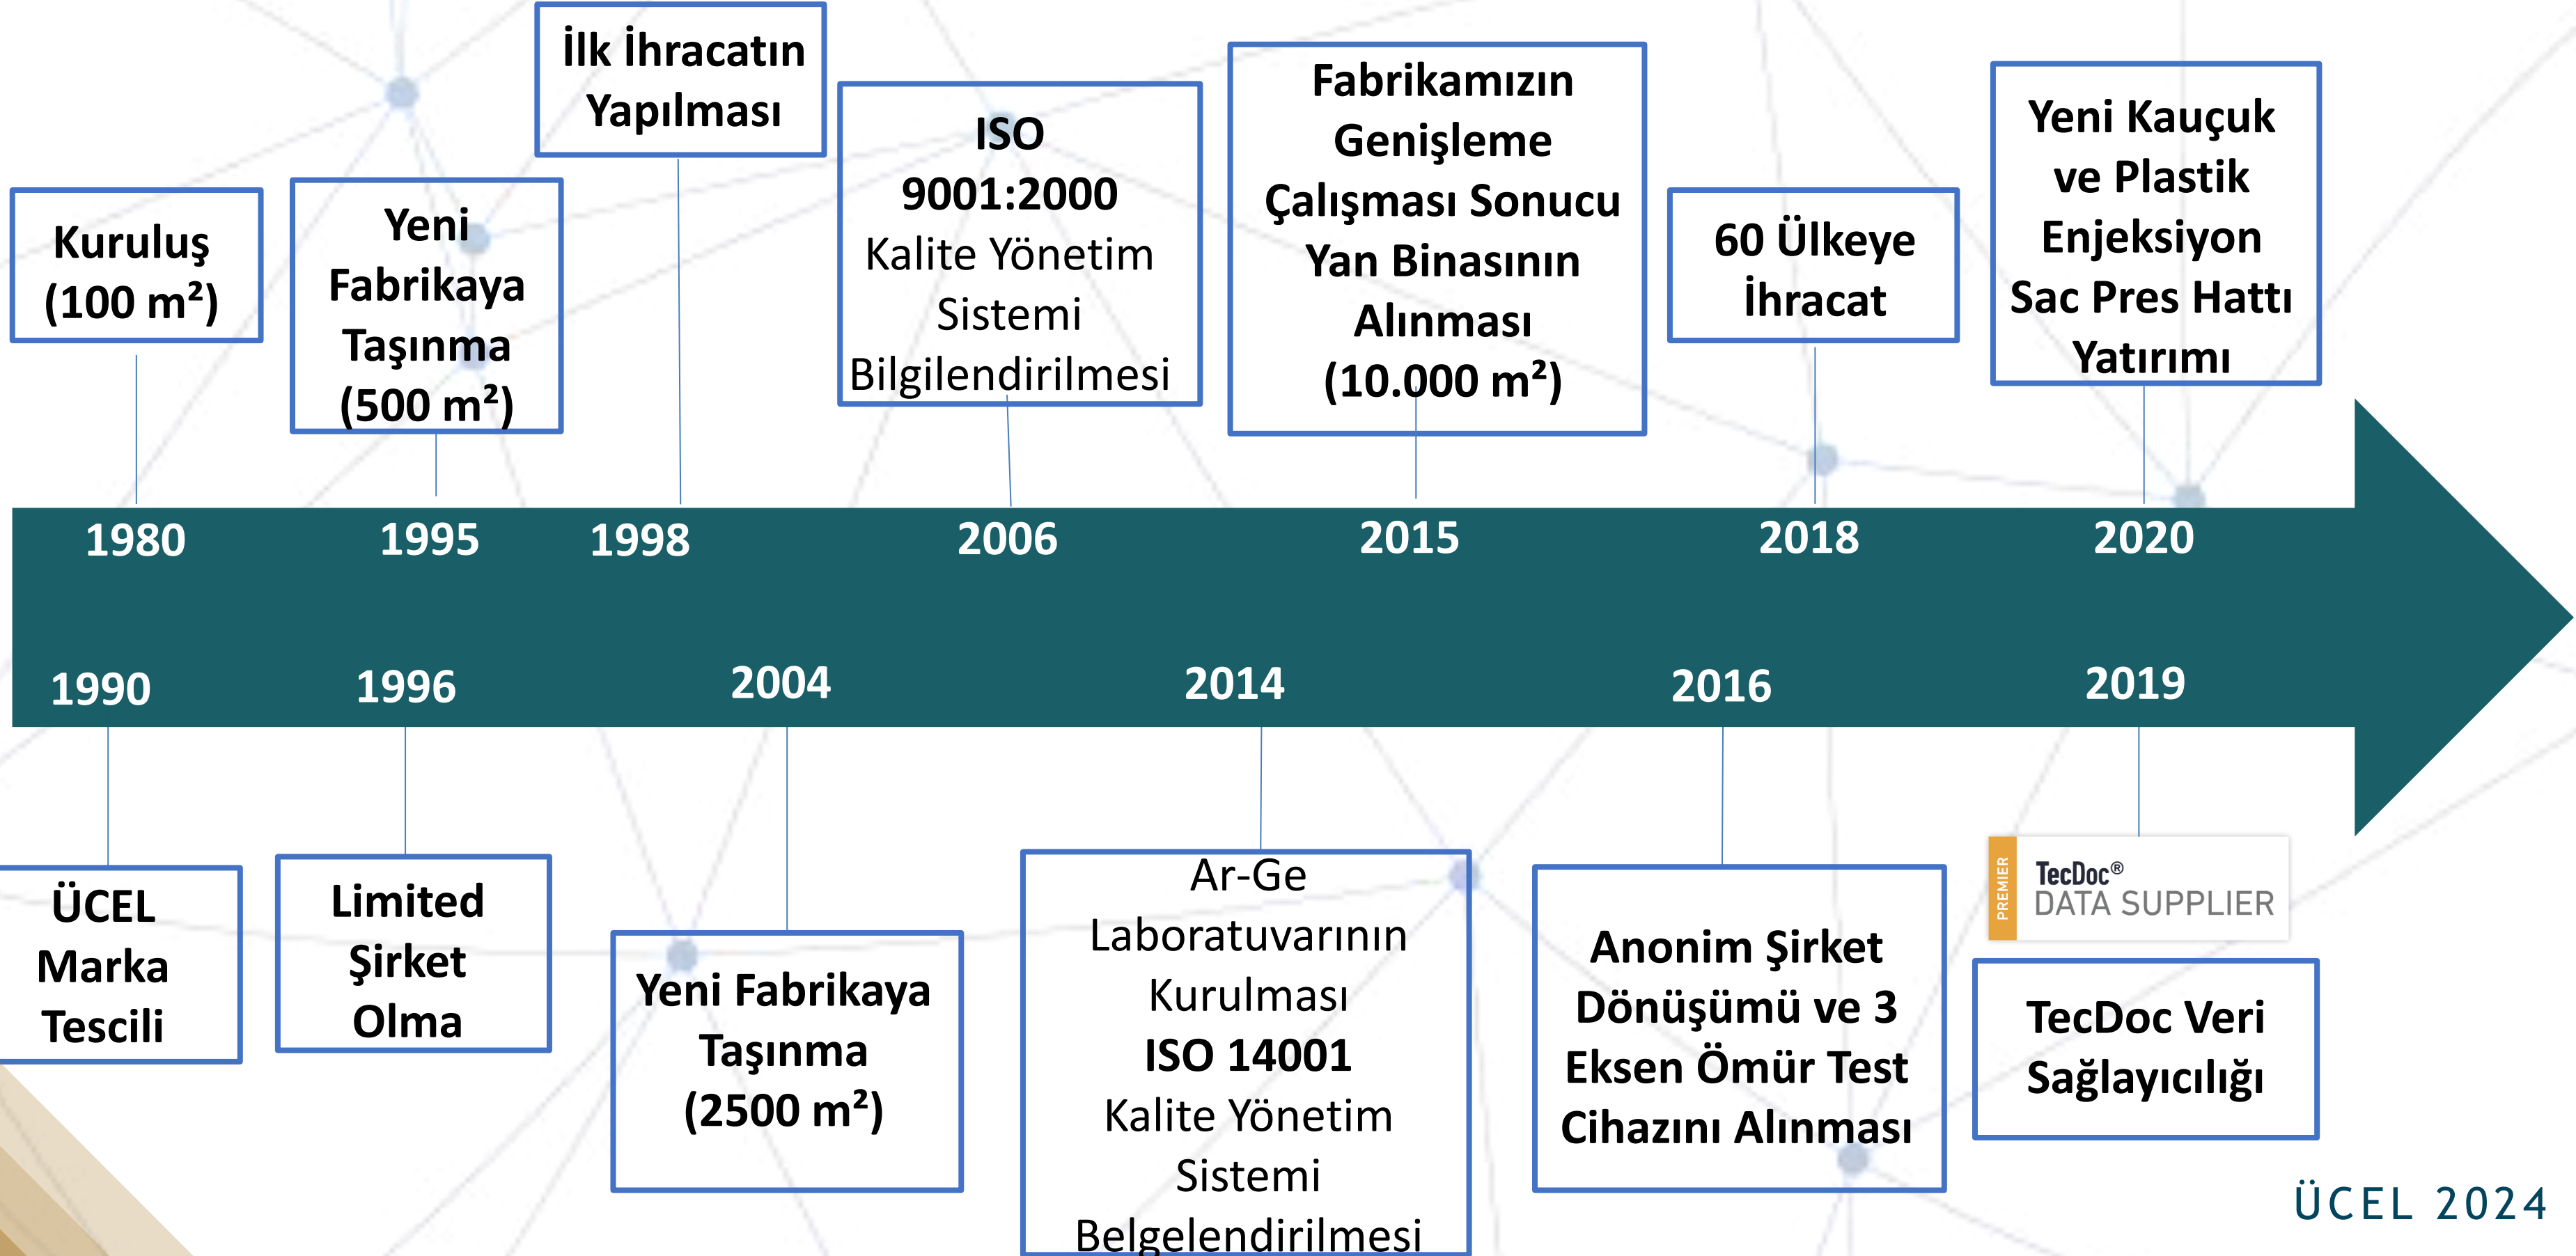 İlk İhracatın
Yapılması
Kuruluş
(100 m²)
Yeni
Fabrikaya
Taşınma
(500 m²)
ISO
9001:2000
Kalite Yönetim
Sistemi
Bilgilendirilmesi
Fabrikamızın
Genişleme
Çalışması Sonucu
Yan Binasının
Alınması
(10.000 m²)
60 Ülkeye
İhracat
Yeni Kauçuk
ve Plastik
Enjeksiyon
Sac Pres Hattı
Yatırımı
1980 1995 1998 2006 2015 2018 2020
1990 1996 2004 2014 2016 2019
ÜCEL
Marka
Tescili
Limited
Şirket
Olma
Yeni Fabrikaya
Taşınma
(2500 m²)
Ar-Ge
Laboratuvarının
Kurulması
ISO 14001
Kalite Yönetim
Sistemi
Belgelendirilmesi
Anonim Şirket
Dönüşümü ve 3
Eksen Ömür Test
Cihazını Alınması
PREMIER
TecDoc®
DATA SUPPLIER
TecDoc Veri
Sağlayıcılığı
ÜCEL 2024